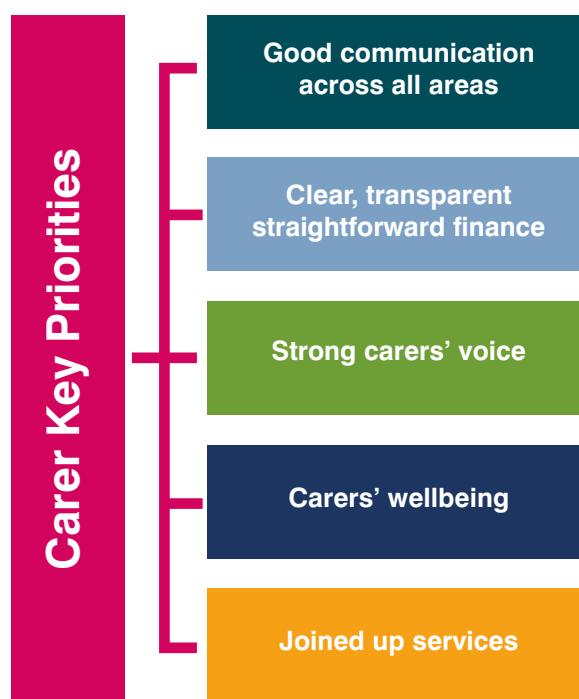 Carer Key Priorities
Good communication
across all areas
Clear, transparent
straightforward finance
Strong carers’ voice
Carers’ wellbeing
Joined up services